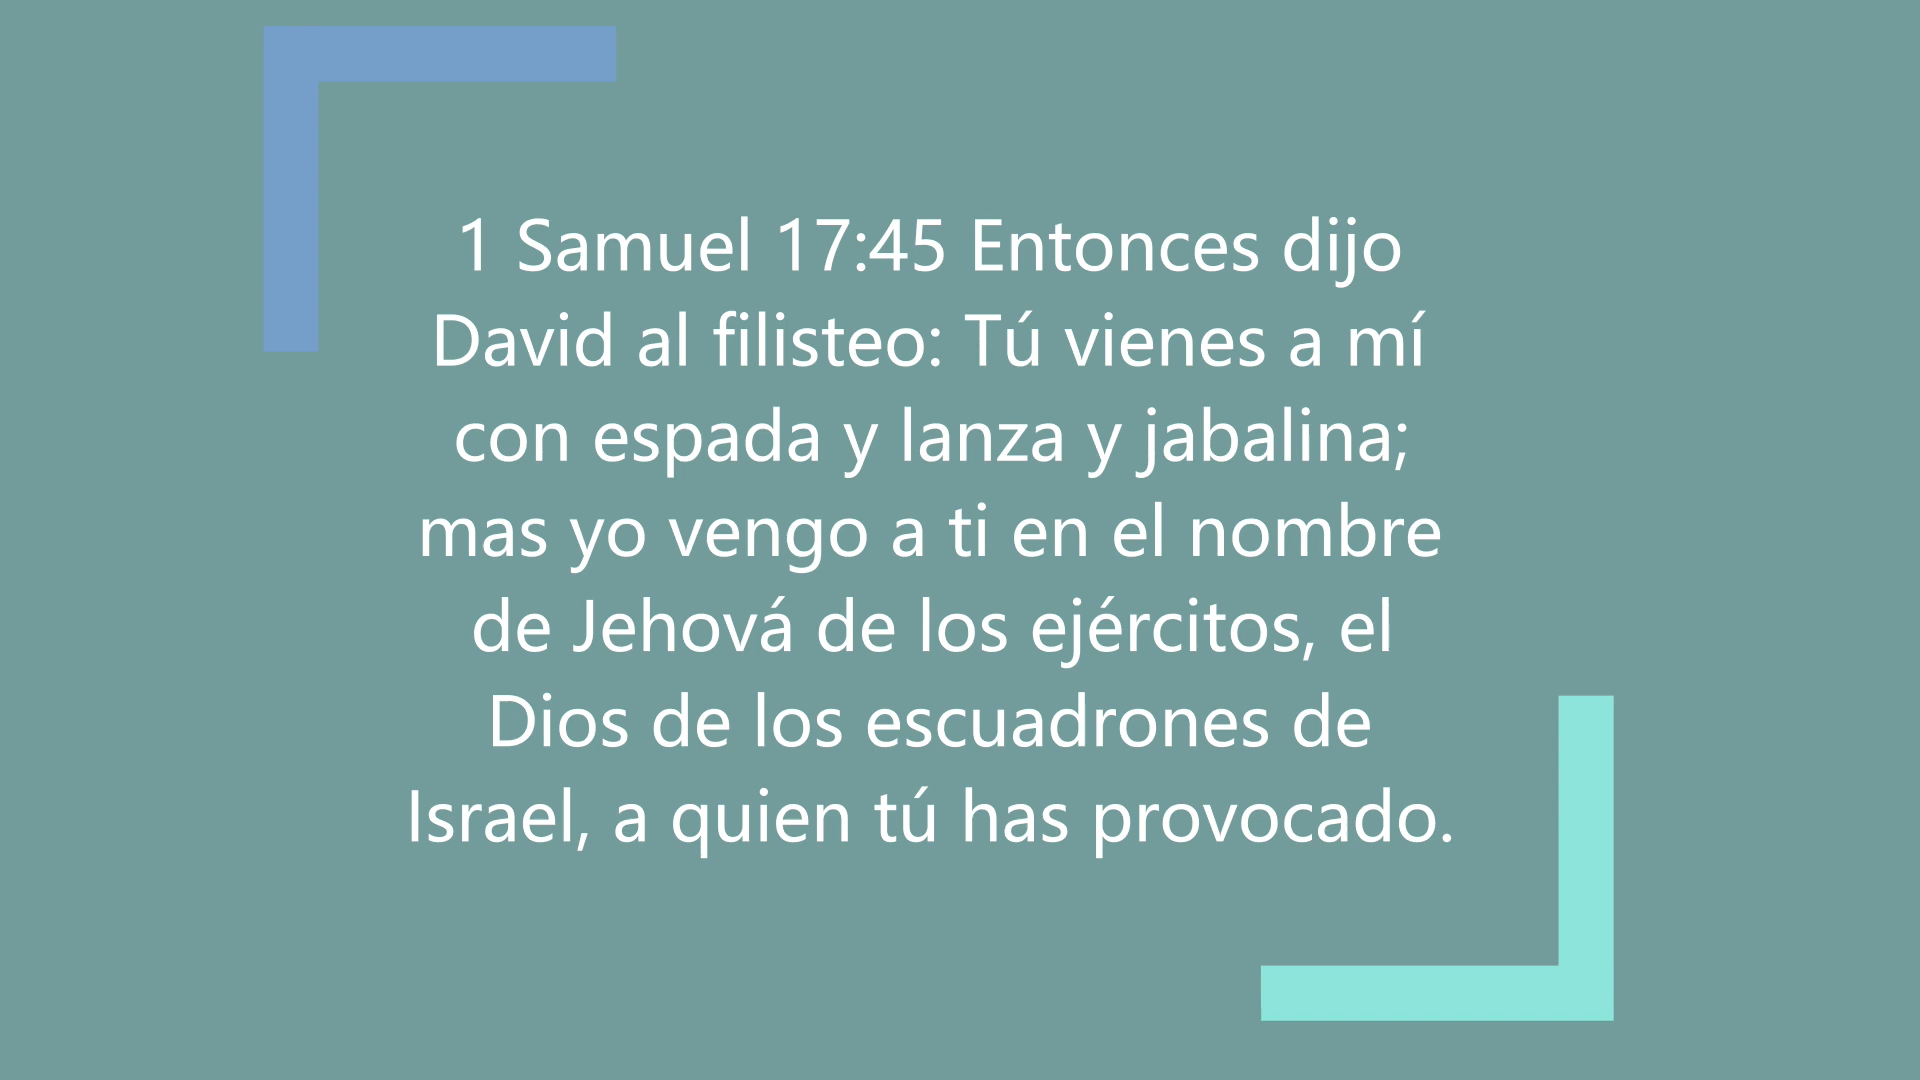 1 Samuel 17:45 Entonces dijo
David al filisteo: Tú vienes a mí
con espada y lanza y jabalina;
mas yo vengo a ti en el nombre
de Jehová de los ejércitos, el
Dios de los escuadrones de
Israel, a quien tú has provocado.